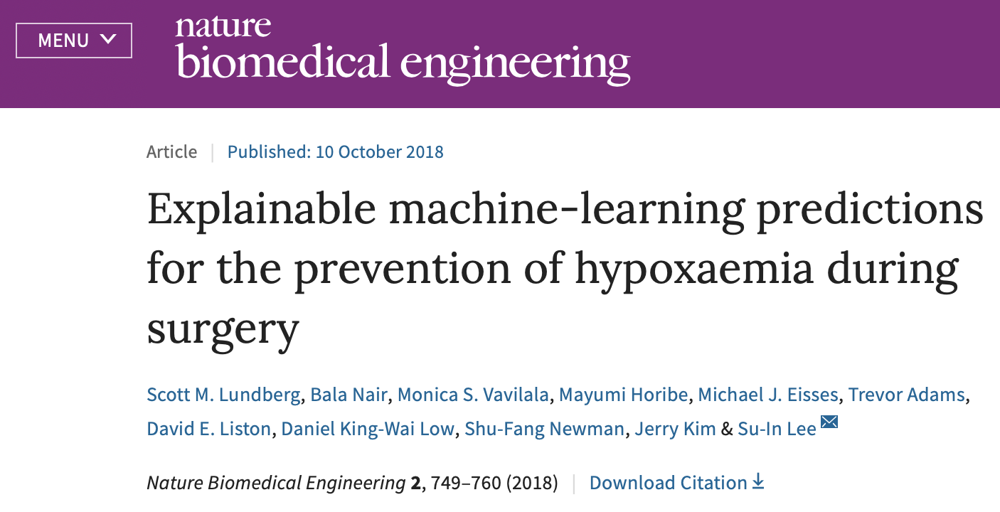 MENU
nature
biomedical engineering
Article | Published: 10 October 2018
Explainable machine-learning predictions
for the prevention of hypoxaemia during
surgery
Scott M. Lundberg, Bala Nair, Monica S. Vavilala, Mayumi Horibe, Michael J. Eisses, Trevor Adams,
David E. Liston, Daniel King-Wai Low, Shu-Fang Newman, Jerry Kim & Su-In Lee
Nature Biomedical Engineering 2, 749–760 (2018) | Download Citation